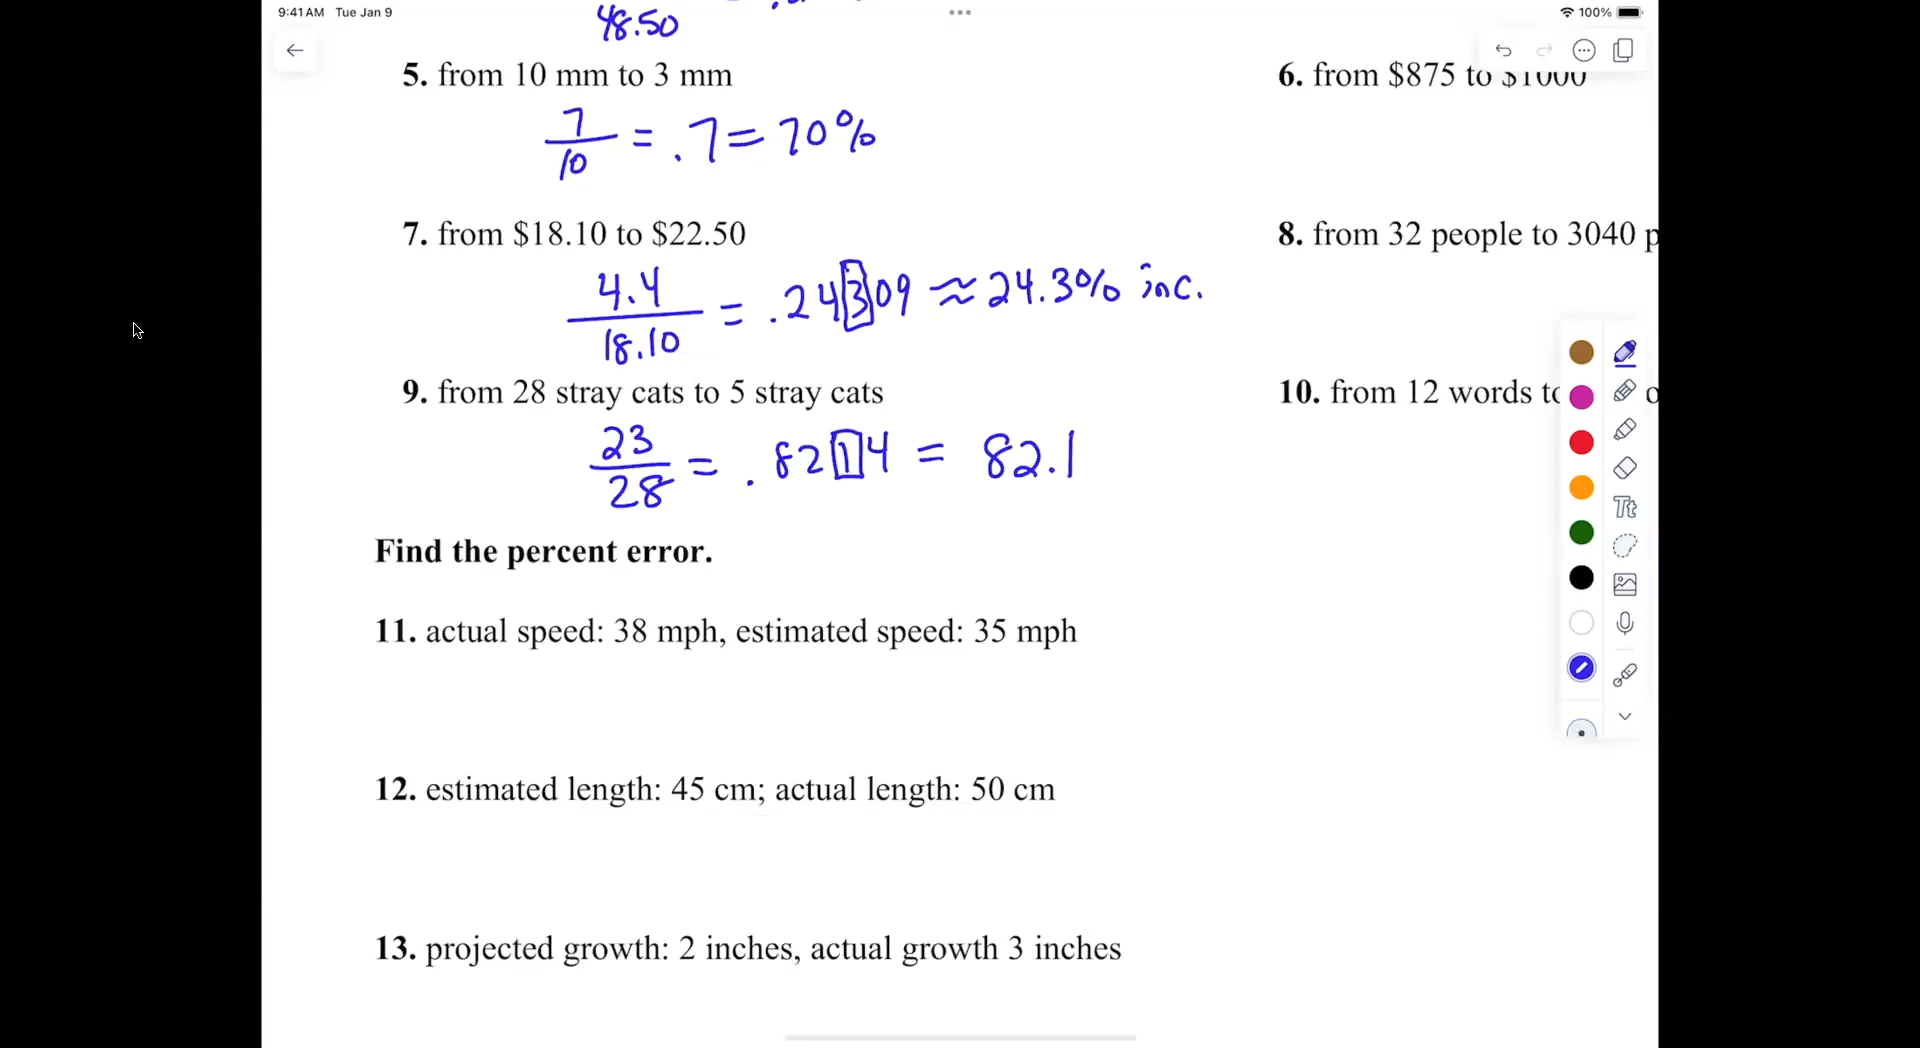 9:41 AM Tue Jan 9 100%
48.50
5. from 10 mm to 3 mm
6. from $875 to $1000
7/10 = .7 = 70%
7. from $18.10 to $22.50
8. from 32 people to 3040 p
4.4/18.10 = .24309 ≈ 24.3% inc.
9. from 28 stray cats to 5 stray cats
10. from 12 words to
23/28 = .8214 = 82.1
Find the percent error.
11. actual speed: 38 mph, estimated speed: 35 mph
12. estimated length: 45 cm; actual length: 50 cm
13. projected growth: 2 inches, actual growth 3 inches
Tt